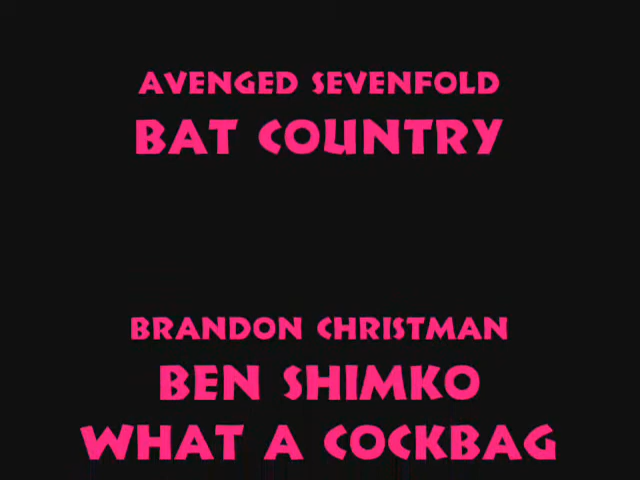 AVENGED SEVENFOLD
BAT COUNTRY
BRANDON CHRISTMAN
BEN SHIMKO
WHAT A COCKBAG